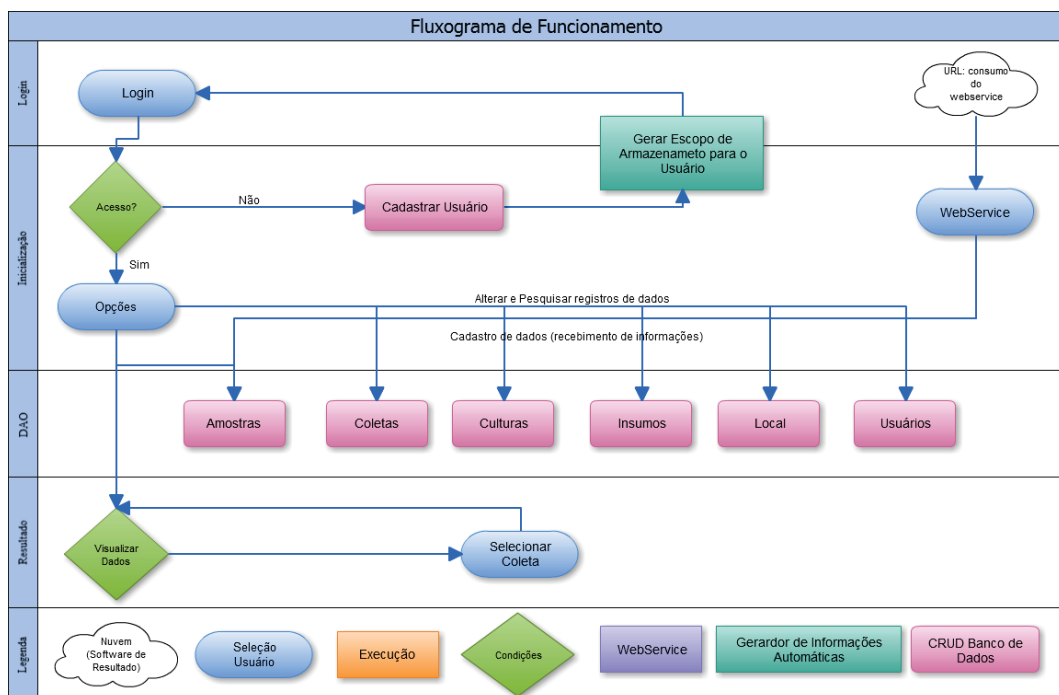 Fluxograma de Funcionamento
Login
Login
URL: consumo
do
webservice
Gerar Escopo de
Armazenameto para o
Usuário
Inicialização
Acesso?
Não
Cadastrar Usuário
WebService
Sim
Opções
Alterar e Pesquisar registros de dados
Cadastro de dados (recebimento de informações)
DAO
Amostras
Coletas
Culturas
Insumos
Local
Usuários
Resultado
Visualizar
Dados
Selecionar
Coleta
Legenda
Nuvem
(Software de
Resultado)
Seleção
Usuário
Execução
Condições
WebService
Gerardor de Informações
Automáticas
CRUD Banco de
Dados